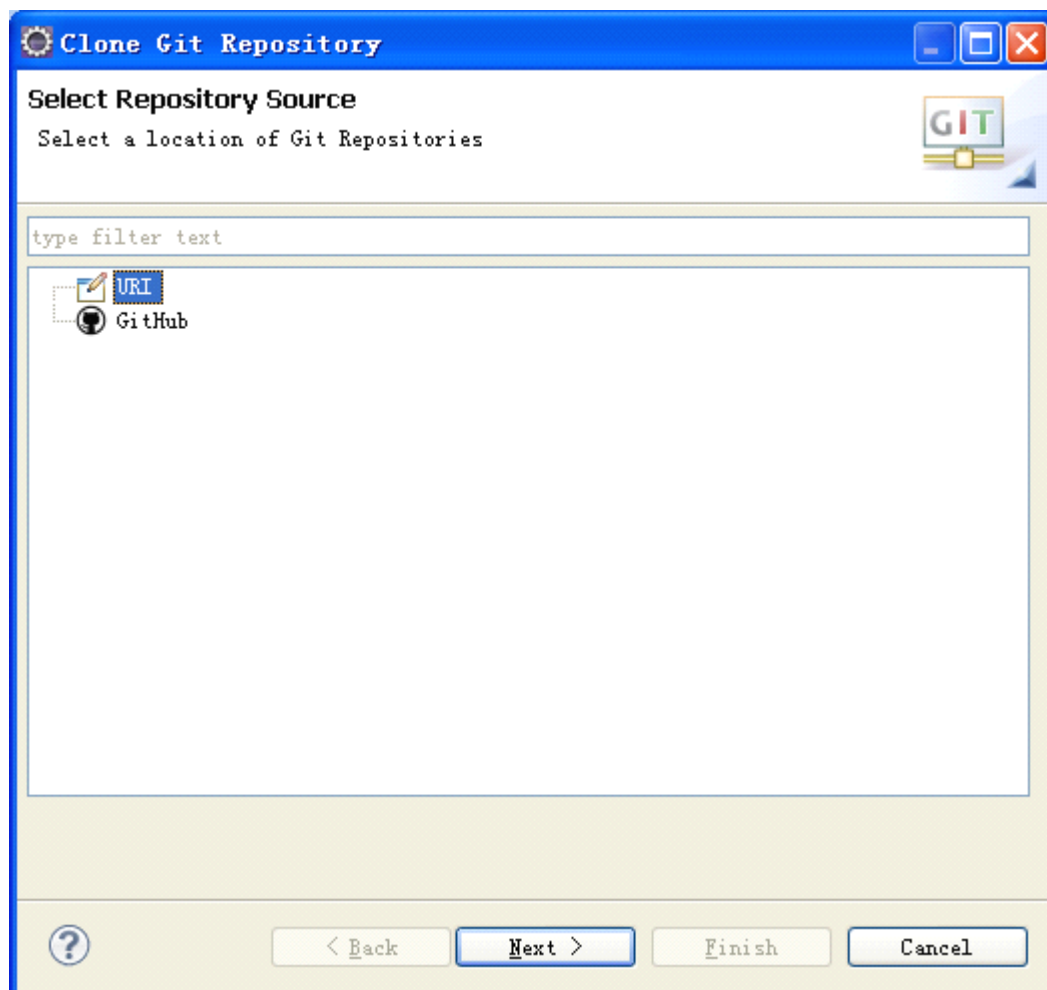 Clone Git Repository
Select Repository Source
Select a location of Git Repositories
GIT
type filter text
URI
GitHub
?
< Back
Next >
Finish
Cancel